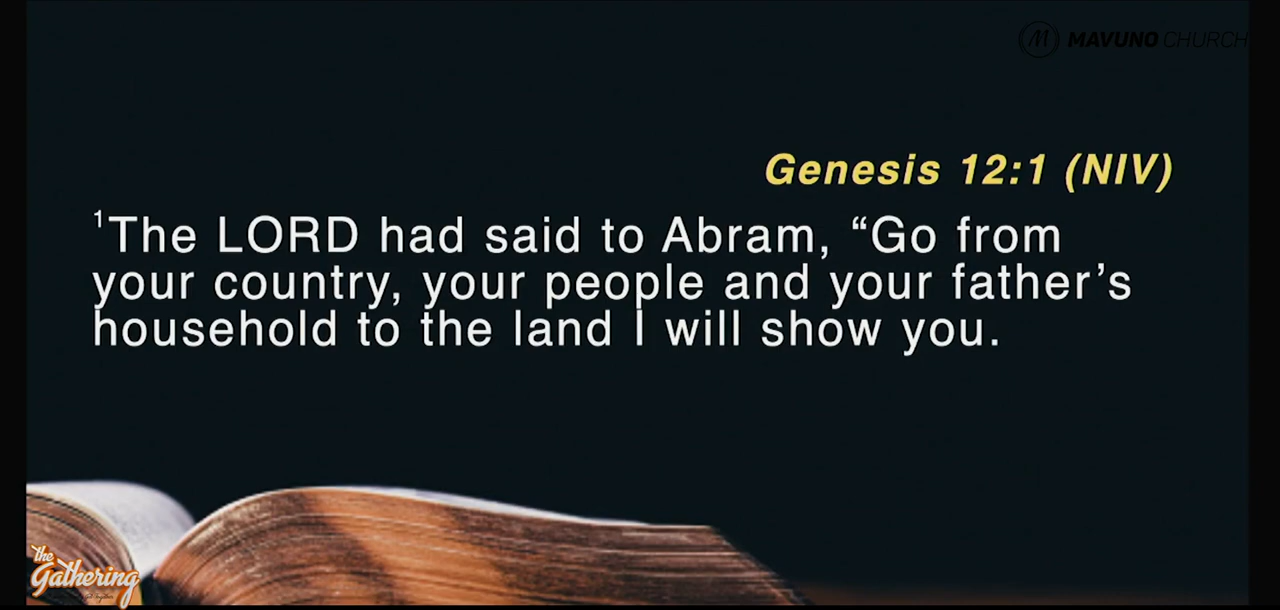 MAVUNO CHURCH
Genesis 12:1 (NIV)
¹The LORD had said to Abram, “Go from
your country, your people and your father’s
household to the land I will show you.
the
Gathering